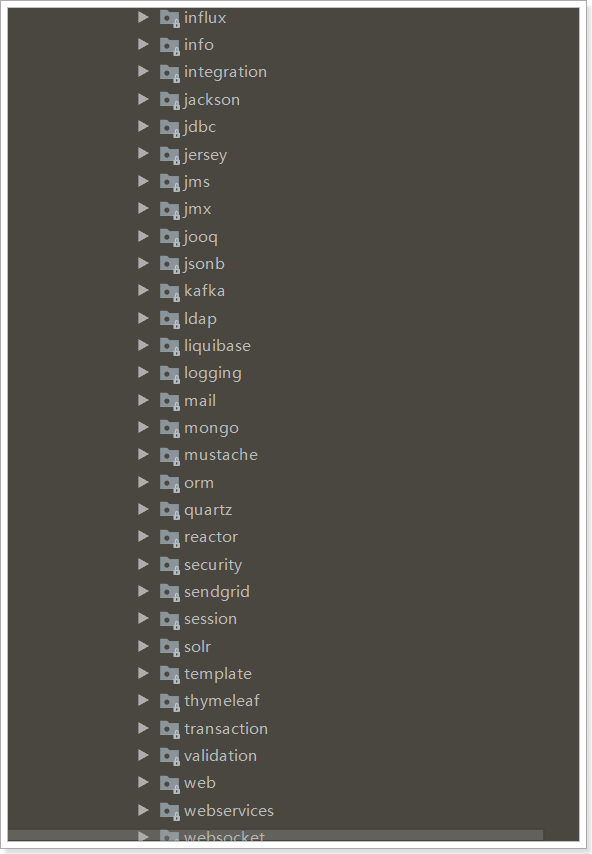 influx
info
integration
jackson
jdbc
jersey
jms
jmx
jooq
jsonb
kafka
ldap
liquibase
logging
mail
mongo
mustache
orm
quartz
reactor
security
sendgrid
session
solr
template
thymeleaf
transaction
validation
web
webservices
websocket